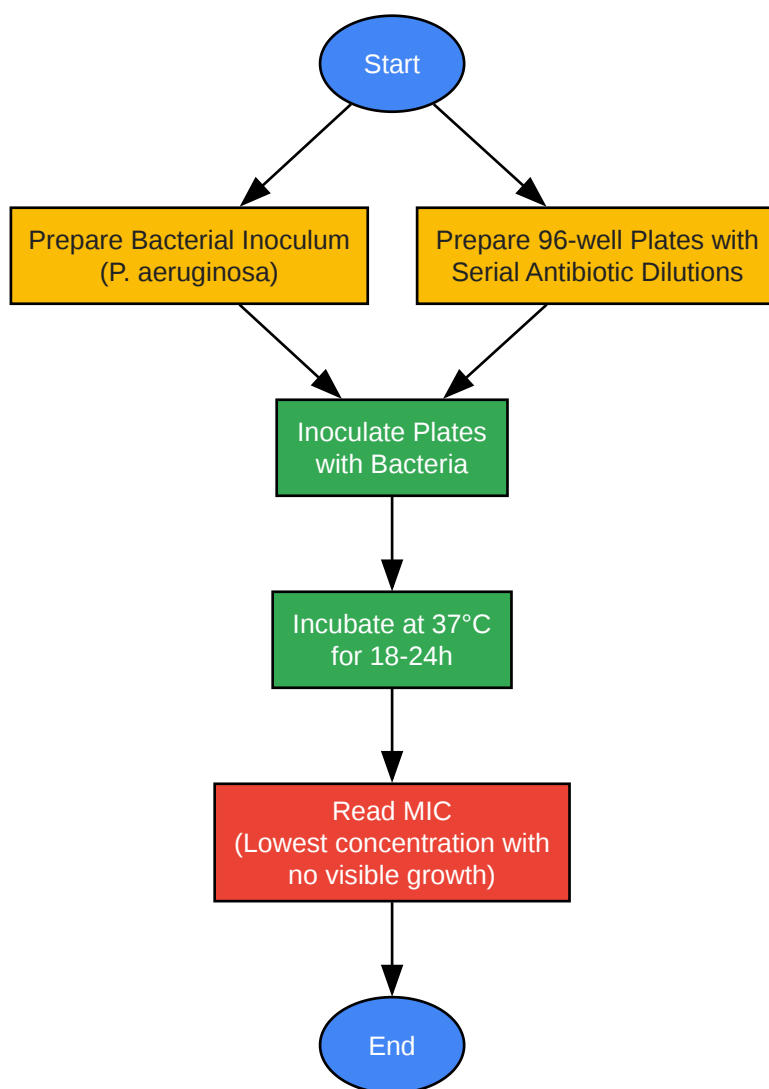 Start
Prepare Bacterial Inoculum
(P. aeruginosa)
Prepare 96-well Plates with
Serial Antibiotic Dilutions
Inoculate Plates
with Bacteria
Incubate at 37°C
for 18-24h
Read MIC
(Lowest concentration with
no visible growth)
End